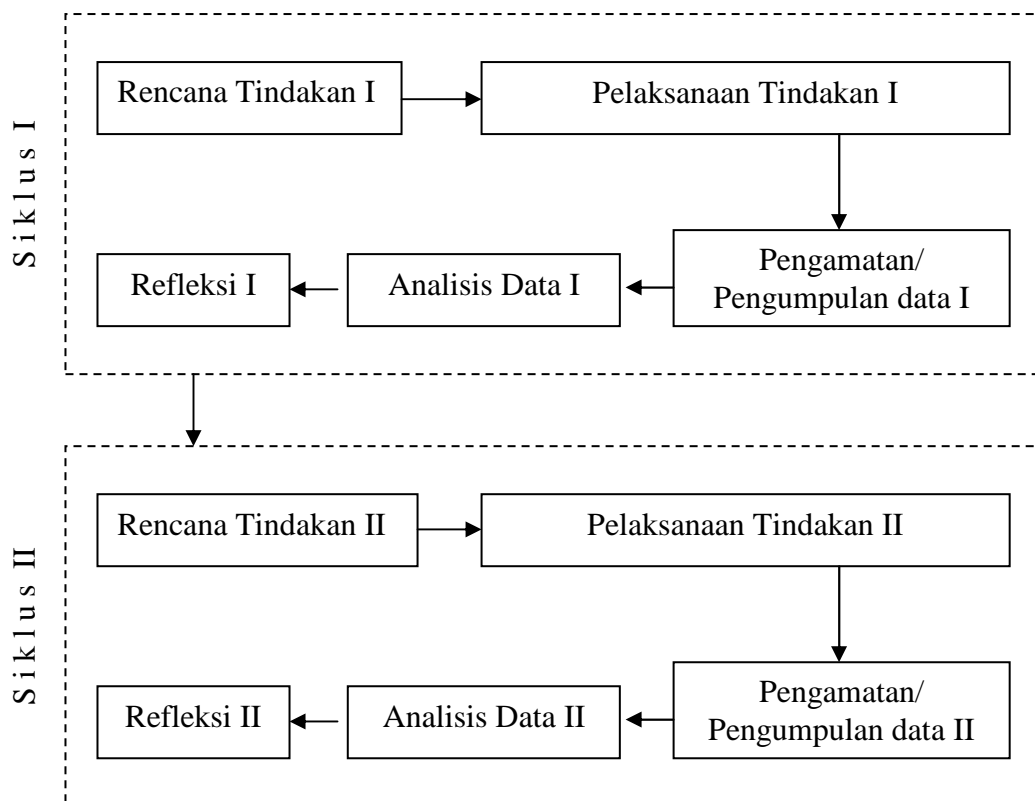 Siklus I
Rencana Tindakan I
Pelaksanaan Tindakan I
Pengamatan/
Pengumpulan data I
Analisis Data I
Refleksi I
Siklus II
Rencana Tindakan II
Pelaksanaan Tindakan II
Pengamatan/
Pengumpulan data II
Analisis Data II
Refleksi II